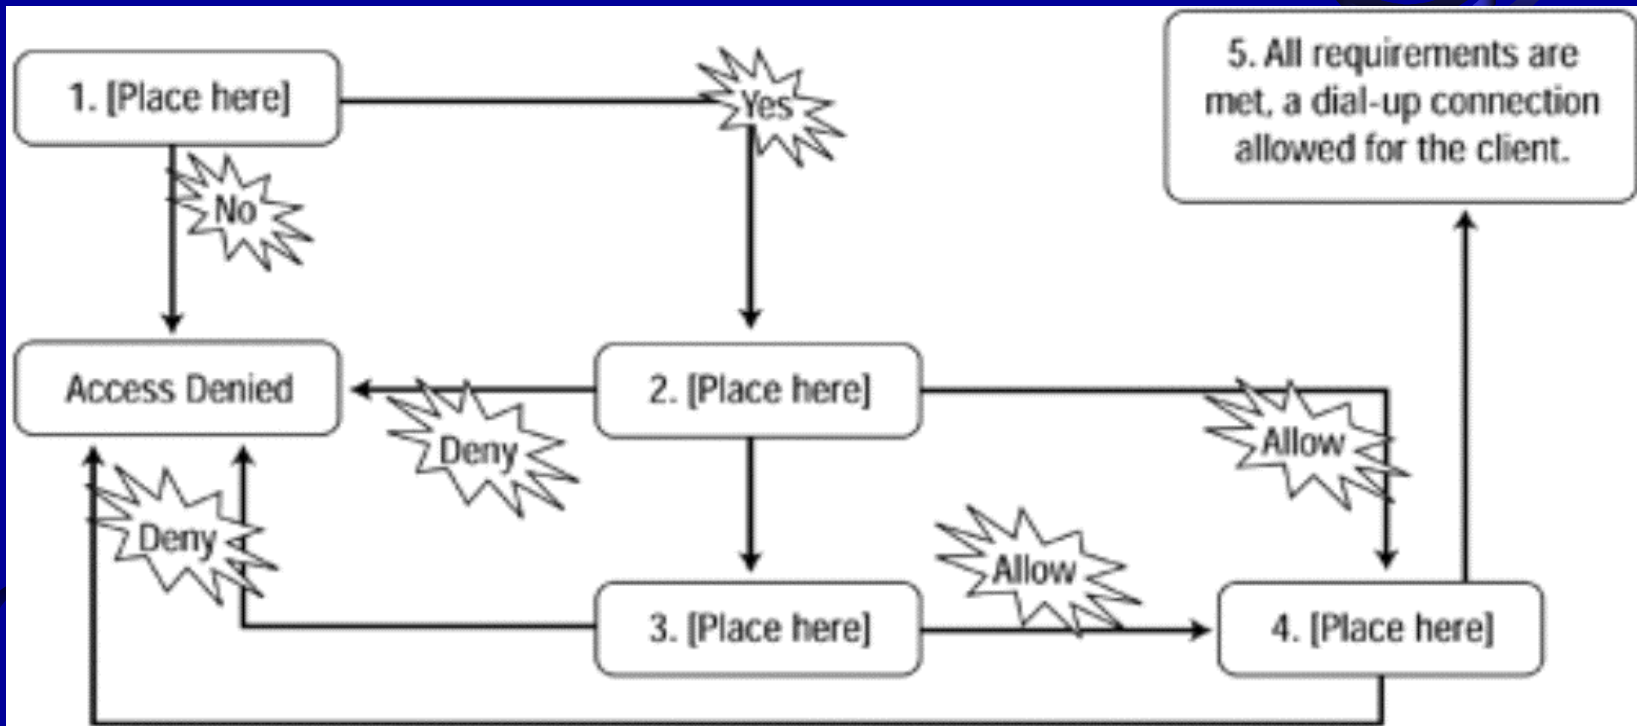 1. [Place here]
Yes
5. All requirements are
met, a dial-up connection
allowed for the client.
No
Access Denied
2. [Place here]
Deny
Allow
Deny
Allow
3. [Place here]
4. [Place here]